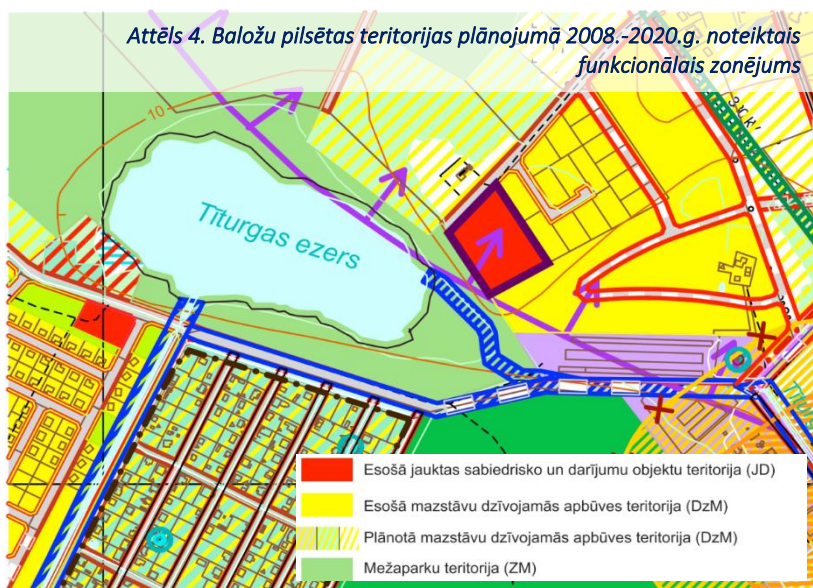 Attēls 4. Baložu pilsētas teritorijas plānojumā 2008.-2020.g. noteiktais
funkcionālais zonējums
10
Tīturgas ezers
Esošā jauktas sabiedrisko un darījumu objektu teritorija (JD)
Esošā mazstāvu dzīvojamās apbūves teritorija (DzM)
Plānotā mazstāvu dzīvojamās apbūves teritorija (DzM)
Mežaparku teritorija (ZM)